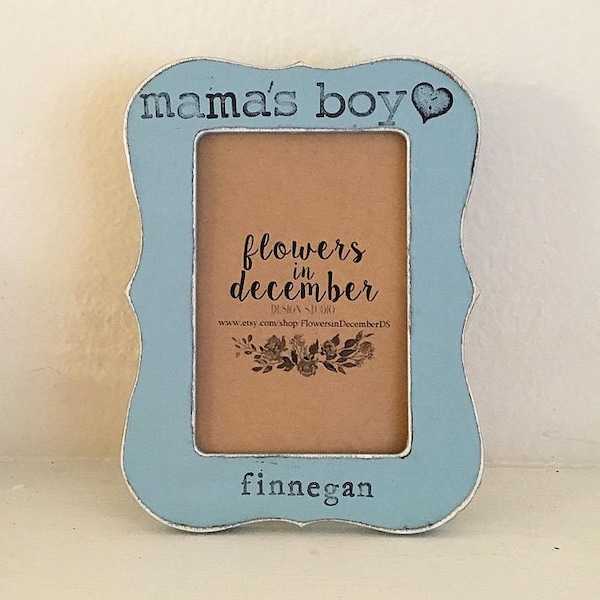 mama's boy
flowers
in
december
DESIGN STUDIO
www.etsy.com/shop/FlowersinDecemberDS
finnegan